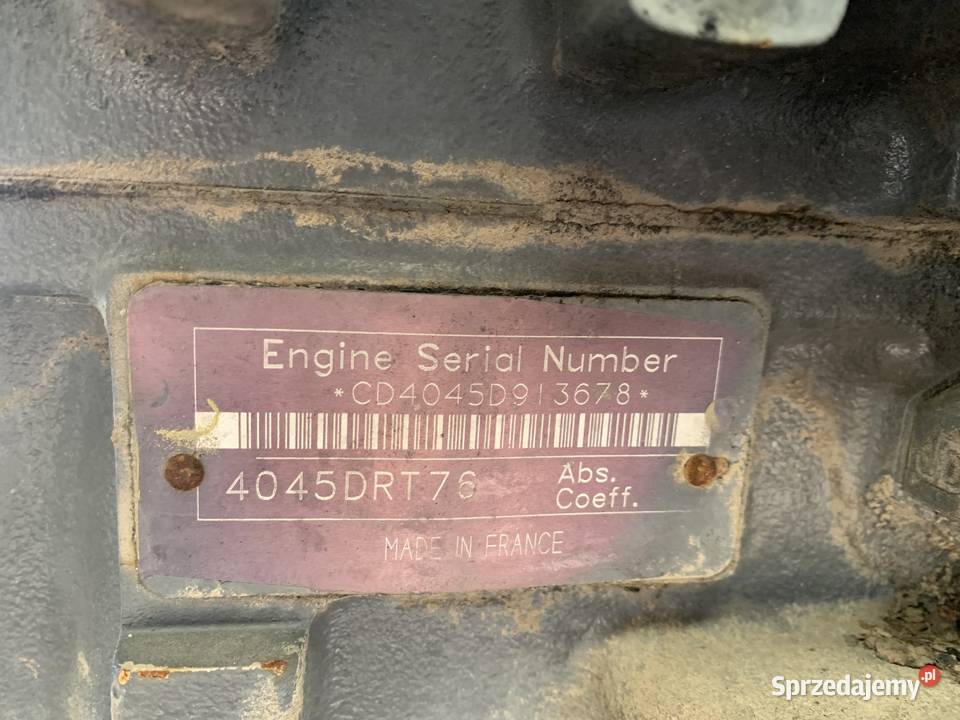 Engine Serial Number
*CD4045D913678*
4045DRT76
Abs.
Coeff.
MADE IN FRANCE
Sprzedajemy.pl